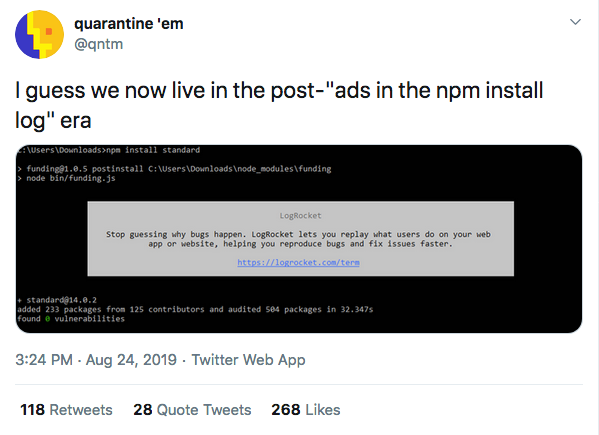 quarantine 'em
@qntm
I guess we now live in the post-"ads in the npm install
log" era
C:\Users\Downloads>npm install standard
> funding@1.0.5 postinstall C:\Users\Downloads\node_modules\funding
> node bin/funding.js
LogRocket
Stop guessing why bugs happen. LogRocket lets you replay what users do on your web
app or website, helping you reproduce bugs and fix issues faster.
https://logrocket.com/term
+ standard@14.0.2
added 233 packages from 125 contributors and audited 504 packages in 32.347s
found 0 vulnerabilities
3:24 PM · Aug 24, 2019 · Twitter Web App
118 Retweets 28 Quote Tweets 268 Likes